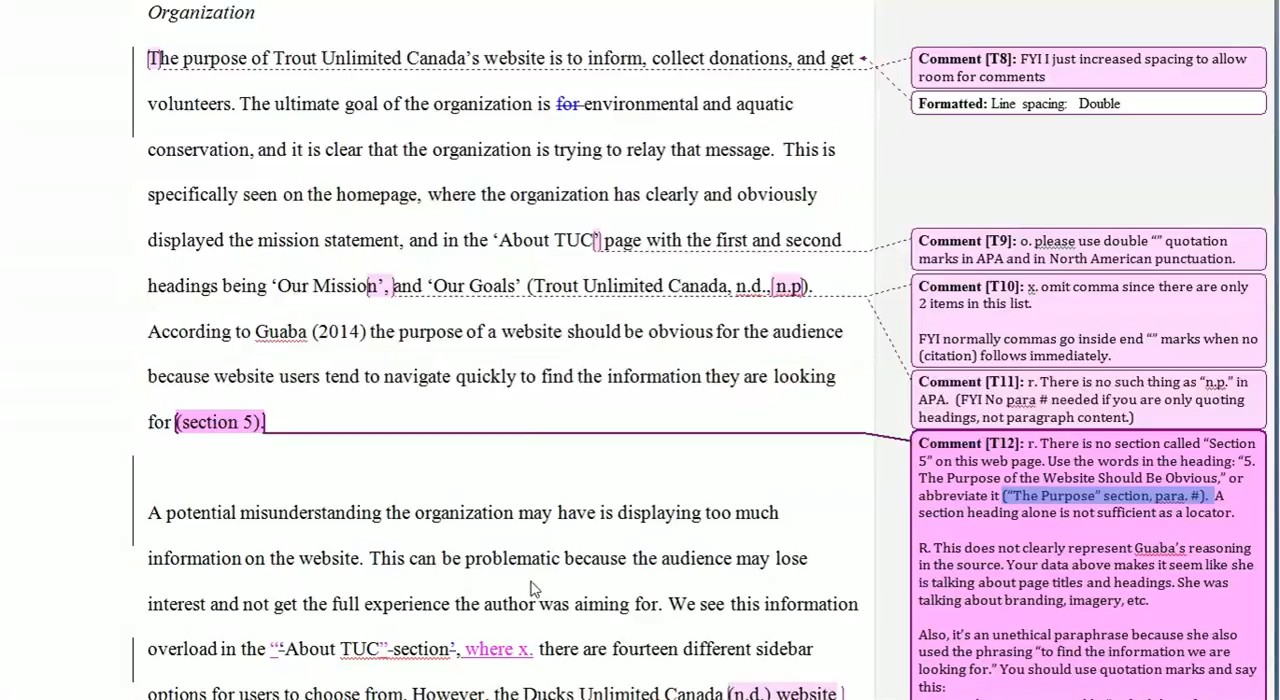 Organization
The purpose of Trout Unlimited Canada's website is to inform, collect donations, and get
volunteers. The ultimate goal of the organization is for environmental and aquatic
conservation, and it is clear that the organization is trying to relay that message. This is
specifically seen on the homepage, where the organization has clearly and obviously
displayed the mission statement, and in the ‘About TUC’ page with the first and second
headings being ‘Our Mission’, and ‘Our Goals’ (Trout Unlimited Canada, n.d., n.p).
According to Guaba (2014) the purpose of a website should be obvious for the audience
because website users tend to navigate quickly to find the information they are looking
for (section 5).
A potential misunderstanding the organization may have is displaying too much
information on the website. This can be problematic because the audience may lose
interest and not get the full experience the author was aiming for. We see this information
overload in the “‘About TUC” section’, where x. there are fourteen different sidebar
options for users to choose from. However, the Ducks Unlimited Canada (n.d.) website
Comment [T8]: FYI I just increased spacing to allow
room for comments
Formatted: Line spacing: Double
Comment [T9]: o. please use double “” quotation
marks in APA and in North American punctuation.
Comment [T10]: x. omit comma since there are only
2 items in this list.
FYI normally commas go inside end “” marks when no
(citation) follows immediately.
Comment [T11]: r. There is no such thing as “n.p.” in
APA. (FYI No para # needed if you are only quoting
headings, not paragraph content.)
Comment [T12]: r. There is no section called “Section
5” on this web page. Use the words in the heading: “5.
The Purpose of the Website Should Be Obvious,” or
abbreviate it (“The Purpose” section, para. #). A
section heading alone is not sufficient as a locator.
R. This does not clearly represent Guaba’s reasoning
in the source. Your data above makes it seem like she
is talking about page titles and headings. She was
talking about branding, imagery, etc.
Also, it’s an unethical paraphrase because she also
used the phrasing “to find the information we are
looking for.” You should use quotation marks and say
this: